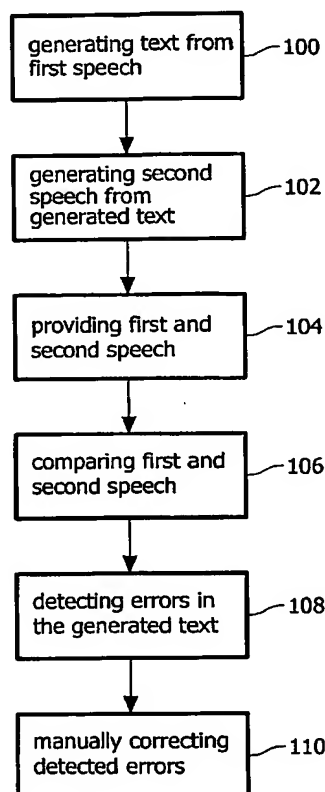 generating text from
first speech
100
generating second
speech from
generated text
102
providing first and
second speech
104
comparing first and
second speech
106
detecting errors in
the generated text
108
manually correcting
detected errors
110